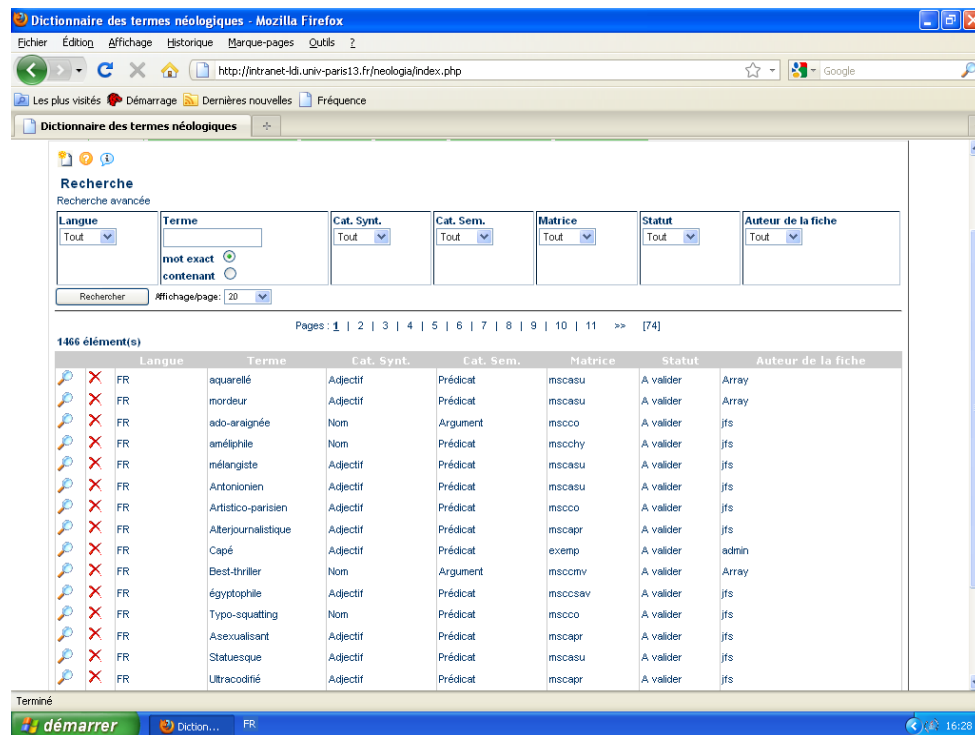 Dictionnaire des termes néologiques - Mozilla Firefox
Fichier Édition Affichage Historique Marque-pages Outils ?
http://intranet-ldi.univ-paris13.fr/neologia/index.php Google
Les plus visités Démarrage Dernières nouvelles Fréquence
Dictionnaire des termes néologiques
Recherche
Recherche avancée
Langue Terme Cat. Synt. Cat. Sem. Matrice Statut Auteur de la fiche
Tout Tout Tout Tout Tout Tout
mot exact
contenant
Rechercher Affichage/page: 20
Pages : 1 | 2 | 3 | 4 | 5 | 6 | 7 | 8 | 9 | 10 | 11 >> [74]
1466 élément(s)
Langue Terme Cat. Synt. Cat. Sem. Matrice Statut Auteur de la fiche
FR aquarellé Adjectif Prédicat mscasu A valider Array
FR mordeur Adjectif Prédicat mscasu A valider Array
FR ado-araignée Nom Argument mscco A valider jfs
FR améliphile Nom Prédicat mscchy A valider jfs
FR mélangiste Adjectif Prédicat mscasu A valider jfs
FR Antonionien Adjectif Prédicat mscasu A valider jfs
FR Artistico-parisien Adjectif Prédicat mscco A valider jfs
FR Alterjournalistique Adjectif Prédicat mscapr A valider jfs
FR Capé Adjectif Prédicat exemp A valider admin
FR Best-thriller Nom Argument msccmv A valider Array
FR égyptophile Adjectif Prédicat msccsav A valider jfs
FR Typo-squatting Nom Prédicat mscco A valider jfs
FR Asexualisant Adjectif Prédicat mscapr A valider jfs
FR Statuesque Adjectif Prédicat mscasu A valider jfs
FR Ultracodifié Adjectif Prédicat mscapr A valider jfs
Terminé
démarrer Diction... FR 16:28